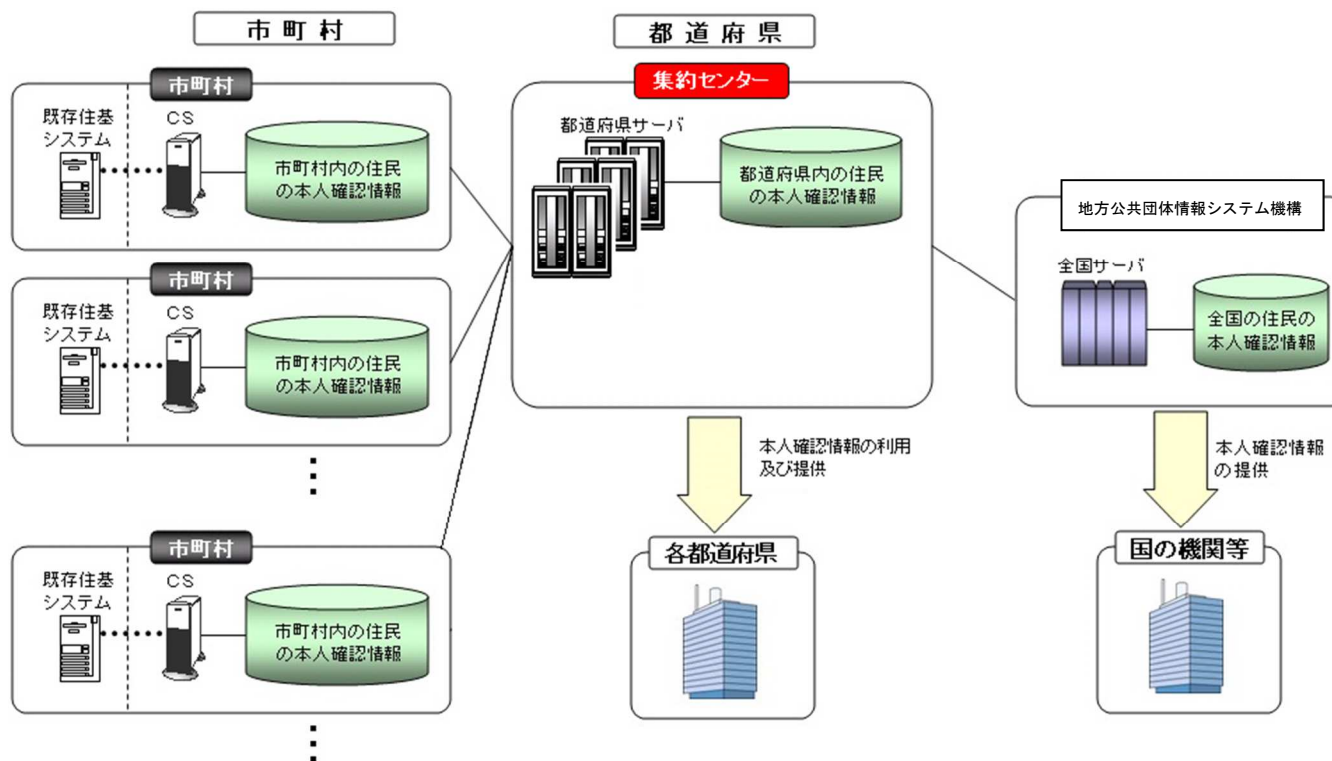 市町村
都道府県
市町村
既存住基
システム
CS
市町村内の住民
の本人確認情報
市町村
既存住基
システム
CS
市町村内の住民
の本人確認情報
市町村
既存住基
システム
CS
市町村内の住民
の本人確認情報
集約センター
都道府県サーバ
都道府県内の住民
の本人確認情報
本人確認情報の利用
及び提供
各都道府県
地方公共団体情報システム機構
全国サーバ
全国の住民の
本人確認情報
本人確認情報
の提供
国の機関等